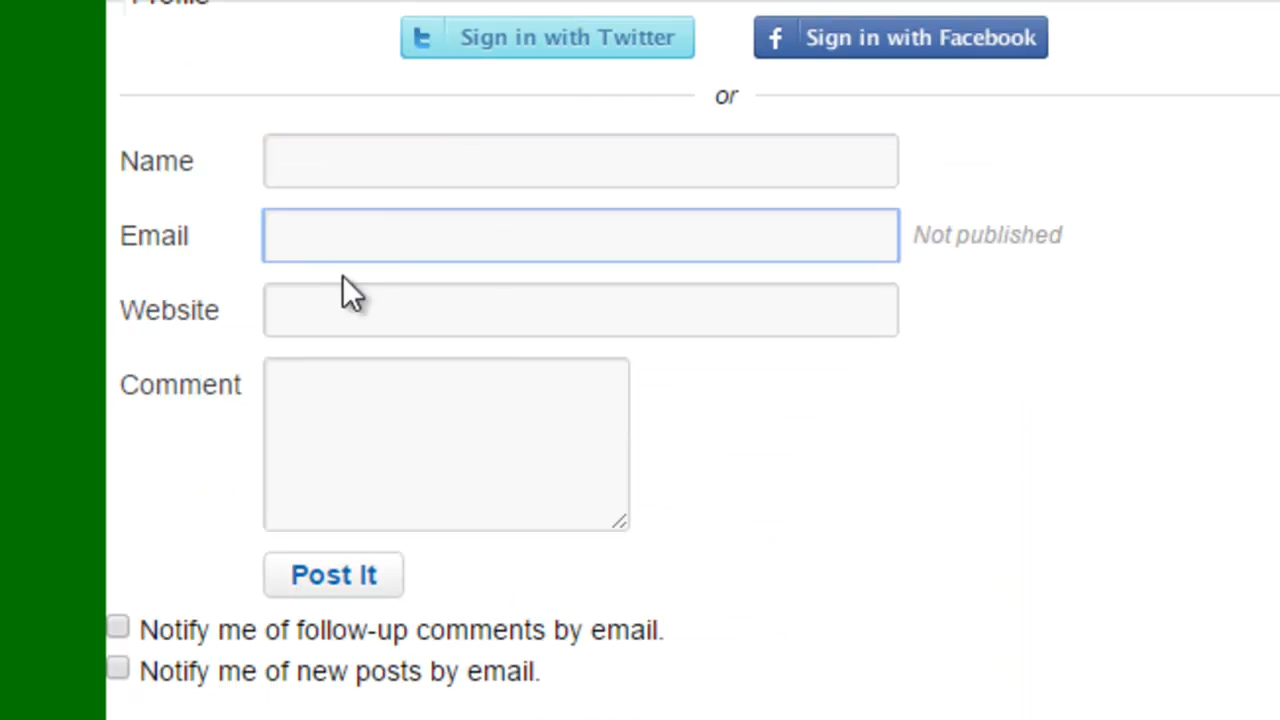 Profile
Sign in with Twitter
Sign in with Facebook
or
Name
Email
Not published
Website
Comment
Post It
Notify me of follow-up comments by email.
Notify me of new posts by email.